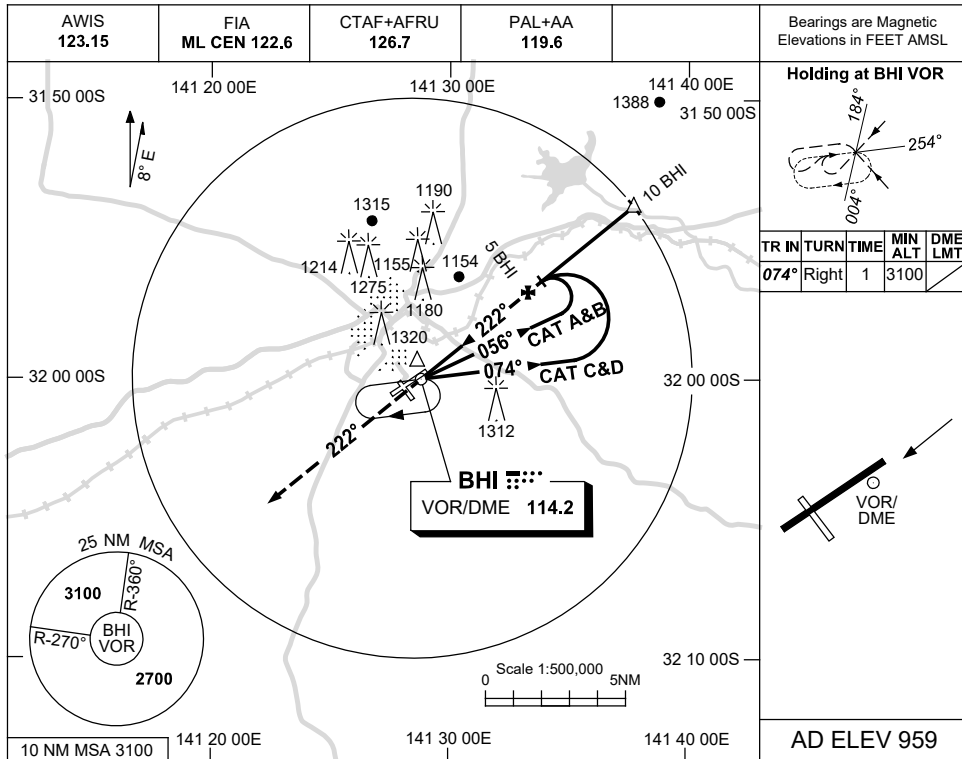 AWIS
123.15
FIA
ML CEN 122.6
CTAF+AFRU
126.7
PAL+AA
119.6
Bearings are Magnetic
Elevations in FEET AMSL
141 20 00E
141 30 00E
141 40 00E
31 50 00S
1388
31 50 00S
8° E
1315
1190
10 BHI
1214
1155
1154
5 BHI
1275
1180
222°
1320
056°
CAT A&B
074°
CAT C&D
32 00 00S
32 00 00S
1312
222°
BHI
VOR/DME 114.2
25 NM MSA
3100
R-360°
BHI
VOR
R-270°
2700
Scale 1:500,000
0
5NM
32 10 00S
10 NM MSA 3100
141 20 00E
141 30 00E
141 40 00E
Holding at BHI VOR
184°
254°
004°
TR IN TURN TIME MIN ALT DME LMT
074° Right 1 3100
VOR/
DME
AD ELEV 959